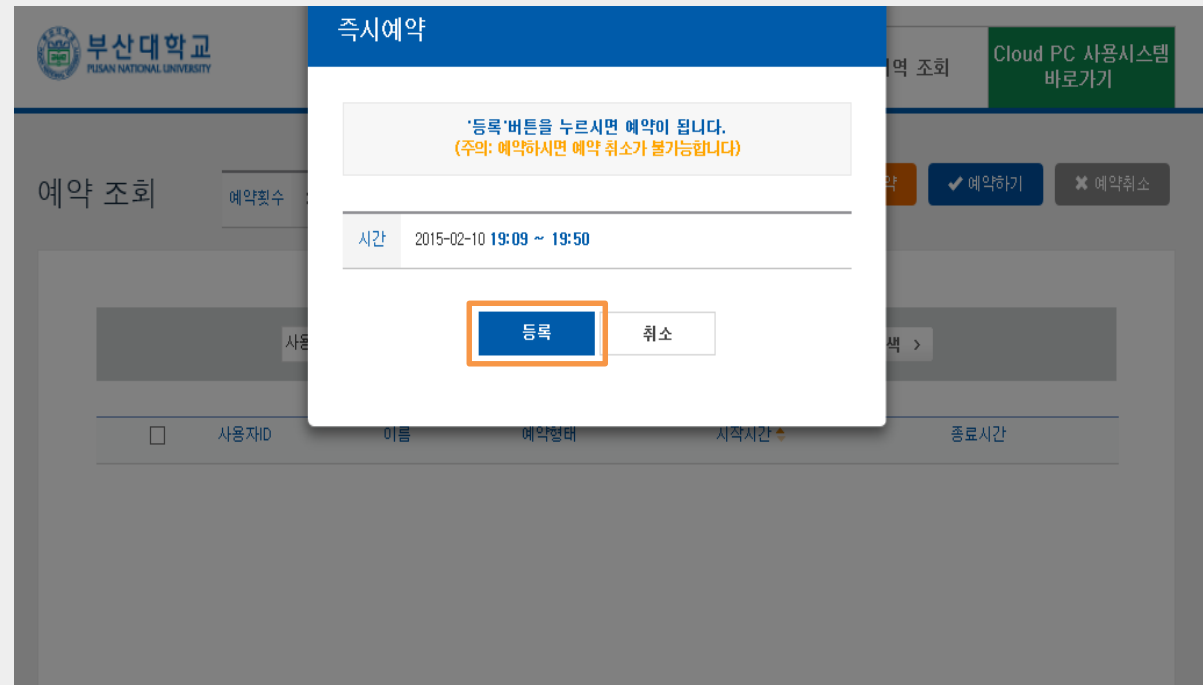 즉시예약
부산대학교
PUSAN NATIONAL UNIVERSITY
역 조회
Cloud PC 사용시스템
바로가기
'등록'버튼을 누르시면 예약이 됩니다.
(주의: 예약하시면 예약 취소가 불가능합니다)
예약 조회
예약횟수
약
✔ 예약하기
✖ 예약취소
시간 2015-02-10 19:09 ~ 19:50
등록
취소
사용
색 >
사용자ID 이름 예약형태 시작시간 종료시간